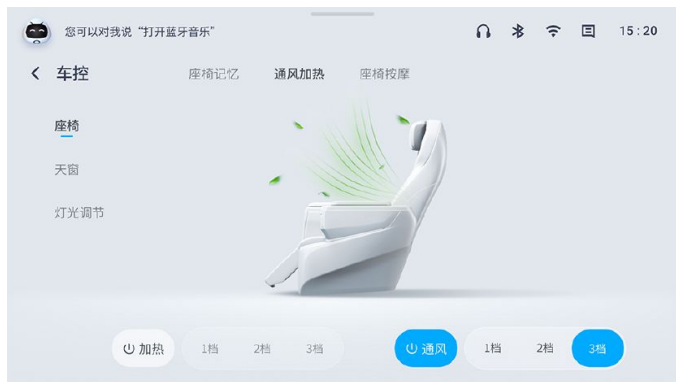 您可以对我说“打开蓝牙音乐”
15:20
车控
座椅记忆 通风加热 座椅按摩
座椅
天窗
灯光调节
加热 1档 2档 3档 通风 1档 2档 3档